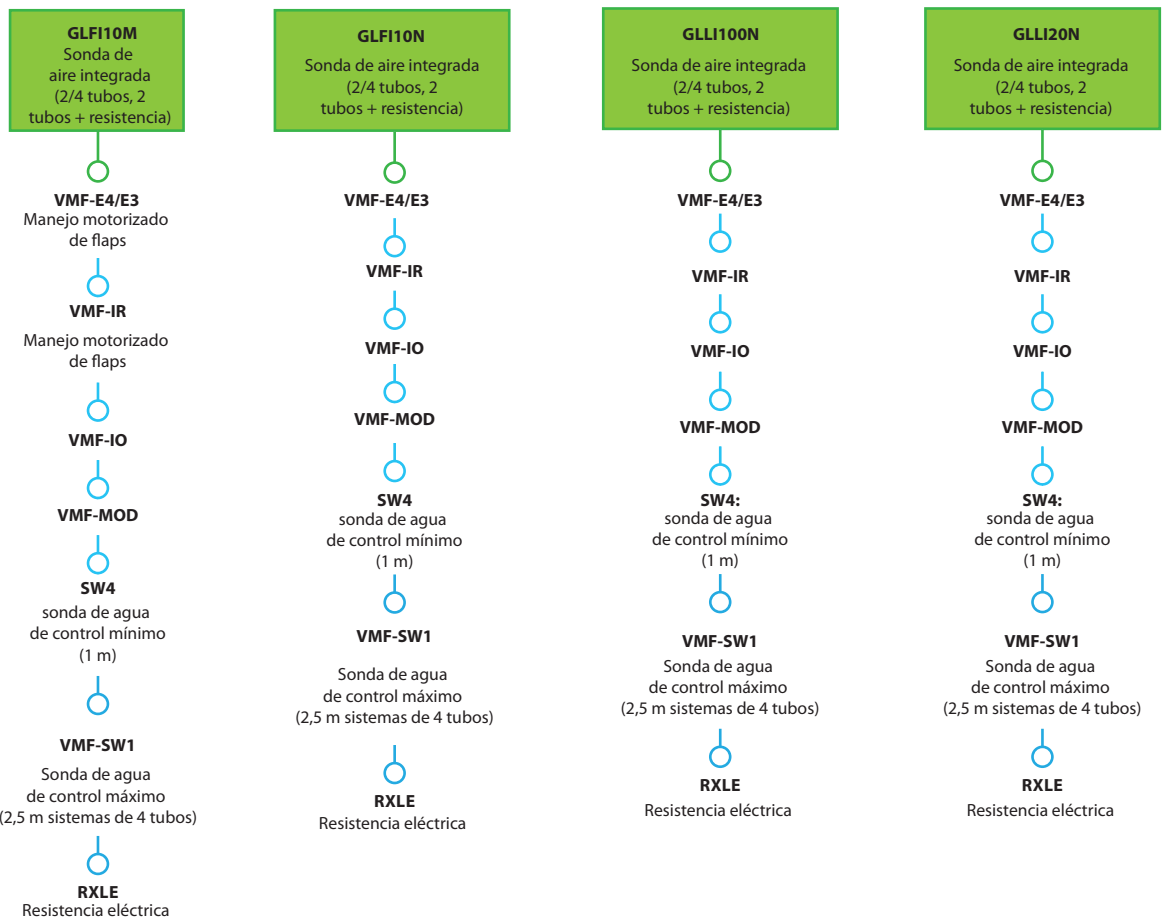 GLFI10M
Sonda de
aire integrada
(2/4 tubos, 2
tubos + resistencia)
VMF-E4/E3
Manejo motorizado
de flaps
VMF-IR
Manejo motorizado
de flaps
VMF-IO
VMF-MOD
SW4
sonda de agua
de control mínimo
(1 m)
VMF-SW1
Sonda de agua
de control máximo
(2,5 m sistemas de 4 tubos)
RXLE
Resistencia eléctrica
GLFI10N
Sonda de aire integrada
(2/4 tubos, 2
tubos + resistencia)
VMF-E4/E3
VMF-IR
VMF-IO
VMF-MOD
SW4
sonda de agua
de control mínimo
(1 m)
VMF-SW1
Sonda de agua
de control máximo
(2,5 m sistemas de 4 tubos)
RXLE
Resistencia eléctrica
GLLI100N
Sonda de aire integrada
(2/4 tubos, 2
tubos + resistencia)
VMF-E4/E3
VMF-IR
VMF-IO
VMF-MOD
SW4:
sonda de agua
de control mínimo
(1 m)
VMF-SW1
Sonda de agua
de control máximo
(2,5 m sistemas de 4 tubos)
RXLE
Resistencia eléctrica
GLLI20N
Sonda de aire integrada
(2/4 tubos, 2
tubos + resistencia)
VMF-E4/E3
VMF-IR
VMF-IO
VMF-MOD
SW4:
sonda de agua
de control mínimo
(1 m)
VMF-SW1
Sonda de agua
de control máximo
(2,5 m sistemas de 4 tubos)
RXLE
Resistencia eléctrica